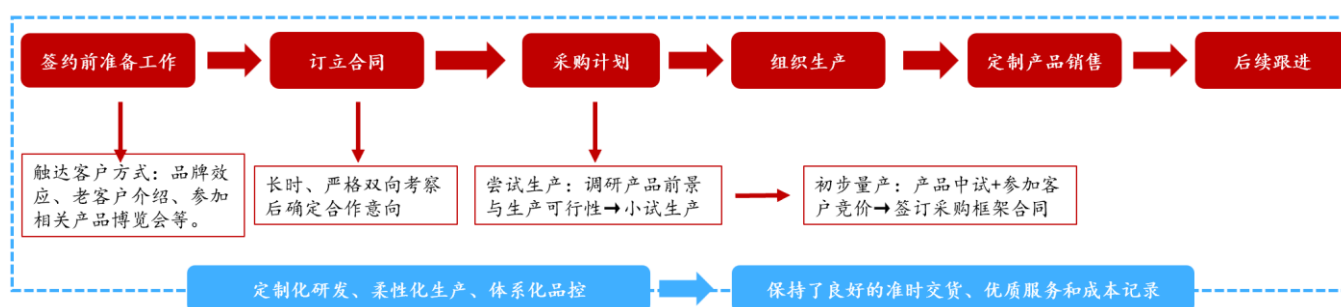 签约前准备工作
订立合同
采购计划
组织生产
定制产品销售
后续跟进
触达客户方式：品牌效
应、老客户介绍、参加
相关产品博览会等。
长时、严格双向考察
后确定合作意向
尝试生产：调研产品前景
与生产可行性→小试生产
初步量产：产品中试+参加客
户竞价→签订采购框架合同
定制化研发、柔性化生产、体系化品控
保持了良好的准时交货、优质服务和成本记录